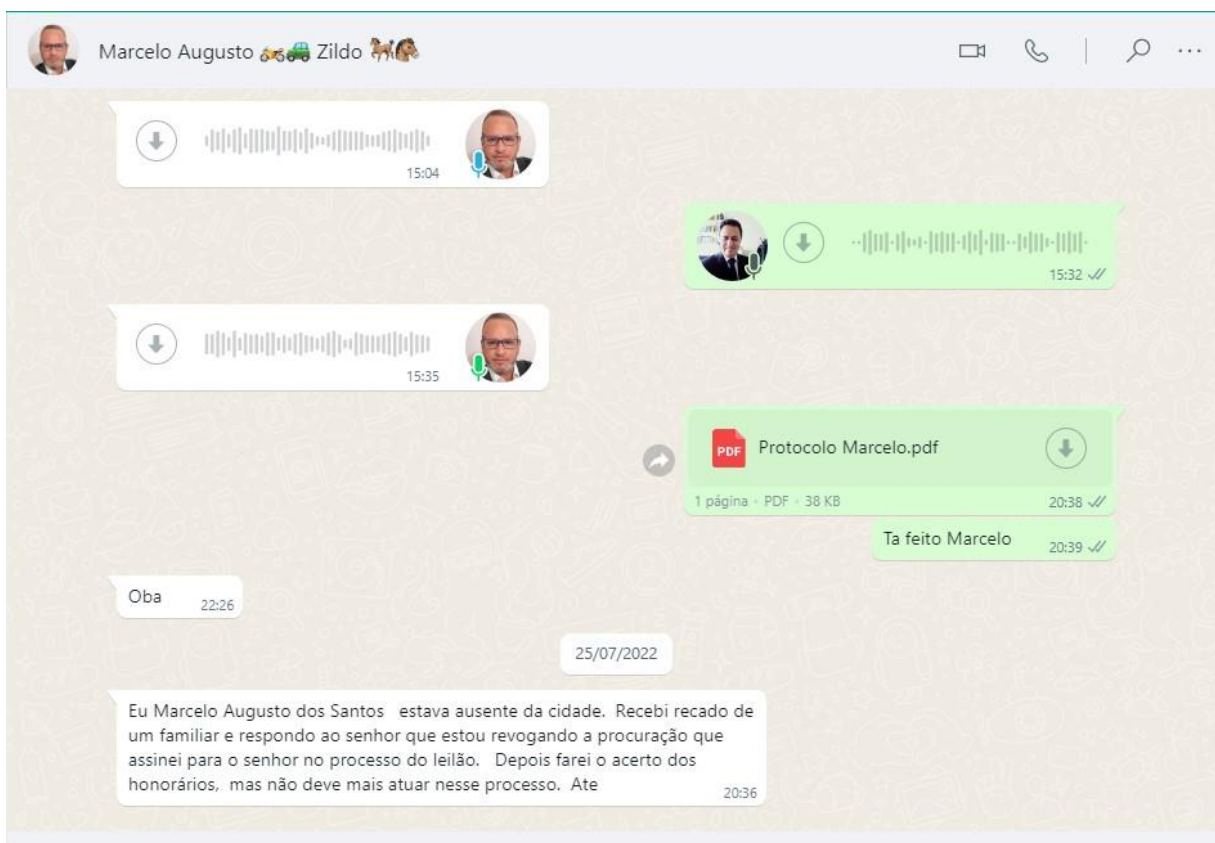 Marcelo Augusto 🏍️🚙 Zildo 🐎🐴
15:04
15:32
15:35
PDF Protocolo Marcelo.pdf
1 página - PDF - 38 KB 20:38
Ta feito Marcelo 20:39
Oba 22:26
25/07/2022
Eu Marcelo Augusto dos Santos estava ausente da cidade. Recebi recado de
um familiar e respondo ao senhor que estou revogando a procuração que
assinei para o senhor no processo do leilão. Depois farei o acerto dos
honorários, mas não deve mais atuar nesse processo. Ate 20:36